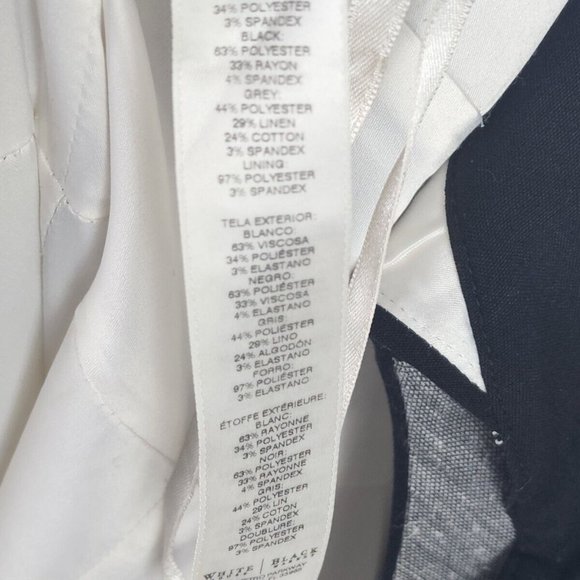 34% POLYESTER
3% SPANDEX
BLACK:
63% POLYESTER
33% RAYON
4% SPANDEX
GREY:
44% POLYESTER
29% LINEN
24% COTTON
3% SPANDEX
LINING:
97% POLYESTER
3% SPANDEX
TELA EXTERIOR:
BLANCO
63% VISCOSA
34% POLIÉSTER
3% ELASTANO
NEGRO:
63% POLIÉSTER
33% VISCOSA
4% ELASTANO
GRIS:
44% POLIÉSTER
29% LINO
24% ALGODÓN
3% ELASTANO
FORRO:
97% POLIÉSTER
3% ELASTANO
ÉTOFFE EXTÉRIEURE:
BLANC:
63% RAYONNE
34% POLYESTER
3% SPANDEX
NOIR:
63% POLYESTER
33% RAYONNE
4% SPANDEX
GRIS:
44% POLYESTER
29% LIN
24% COTON
3% SPANDEX
DOUBLURE:
97% POLYESTER
3% SPANDEX
WHITE | BLACK
HOUSE MARKET
PARKWAY